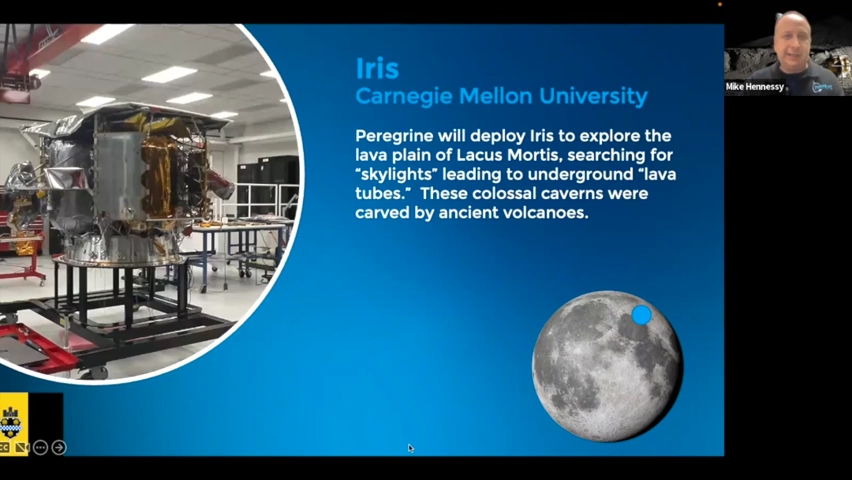 Iris
Carnegie Mellon University
Peregrine will deploy Iris to explore the
lava plain of Lacus Mortis, searching for
“skylights” leading to underground “lava
tubes.”  These colossal caverns were
carved by ancient volcanoes.
Mike Hennessy
CC